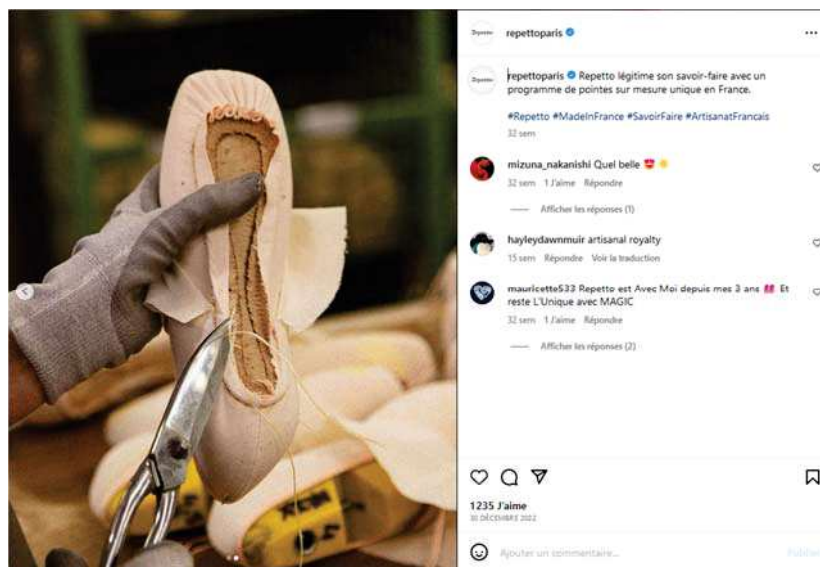 Repetto
repettoparis
Repetto
repettoparis Repetto légitime son savoir-faire avec un
programme de pointes sur mesure unique en France.
#Repetto #MadeInFrance #SavoirFaire #ArtisanatFrancais
32 sem
mizuna_nakanishi Quel belle 😍 ☀️
32 sem 1 J'aime Répondre
Afficher les réponses (1)
hayleydawnmuir artisanal royalty
15 sem Répondre Voir la traduction
mauricette533 Repetto est Avec Moi depuis mes 3 ans 🩰 Et
reste L'Unique avec MAGIC
32 sem 1 J'aime Répondre
Afficher les réponses (2)
1235 J'aime
Ajouter un commentaire...
Publier